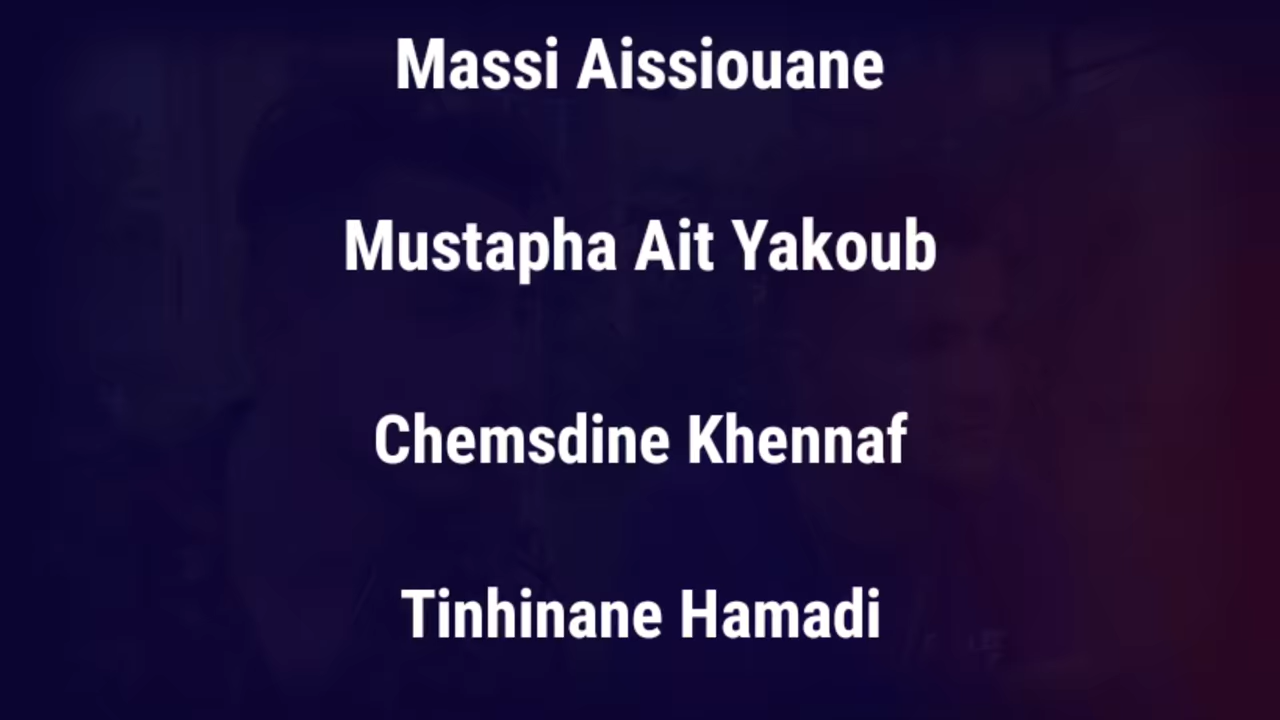 Massi Aissiouane
Mustapha Ait Yakoub
Chemsdine Khennaf
Tinhinane Hamadi